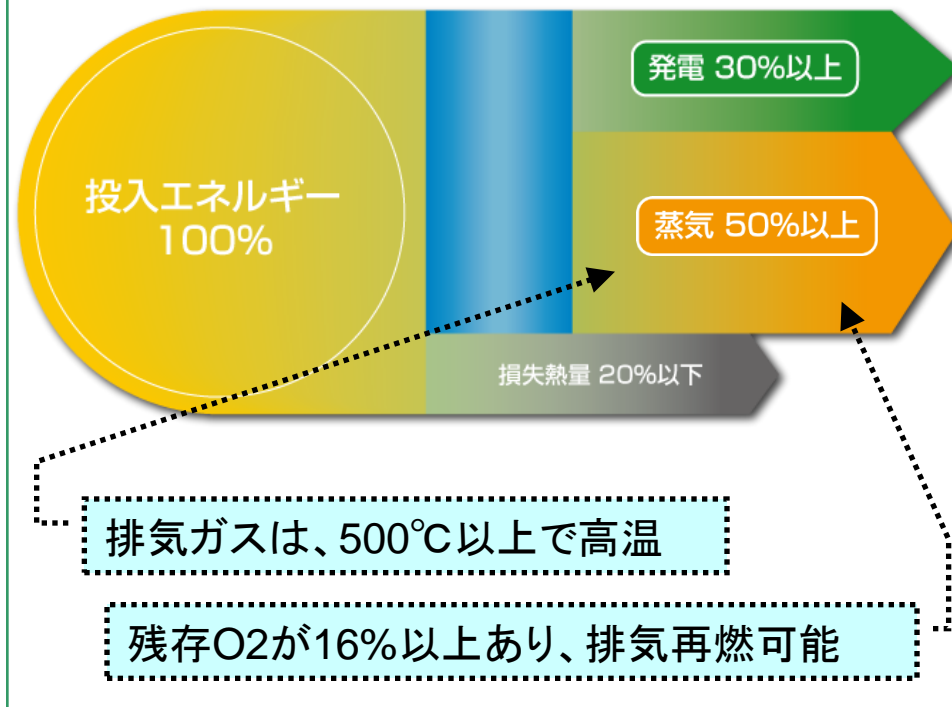 投入エネルギー
100%
発電 30%以上
蒸気 50%以上
損失熱量 20%以下
排気ガスは、500℃以上で高温
残存O2が16%以上あり、排気再燃可能